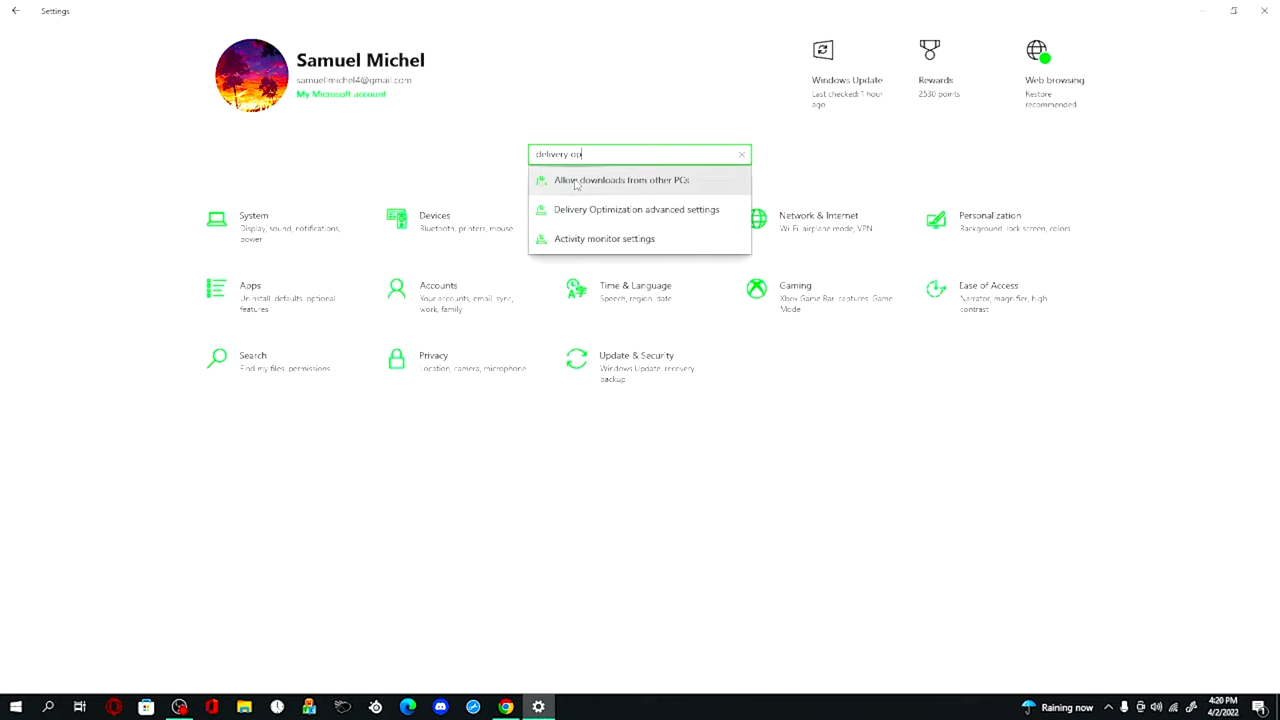 Settings
Samuel Michel
samuelimichel4@gmail.com
My Microsoft account
Windows Update
Last checked: 1 hour
ago
Rewards
2530 points
Web browsing
Restore
recommended
delivery op
Allow downloads from other PCs
Delivery Optimization advanced settings
Activity monitor settings
System
Display, sound, notifications,
power
Devices
Bluetooth, printers, mouse
Network & Internet
Wi-Fi, airplane mode, VPN
Personalization
Background, lock screen, colors
Apps
Uninstall, defaults, optional
features
Accounts
Your accounts, email, sync,
work, family
Time & Language
Speech, region, date
Gaming
Xbox Game Bar, captures, Game
Mode
Ease of Access
Narrator, magnifier, high
contrast
Search
Find my files, permissions
Privacy
Location, camera, microphone
Update & Security
Windows Update, recovery,
backup
Raining now
4:20 PM
4/2/2022
1